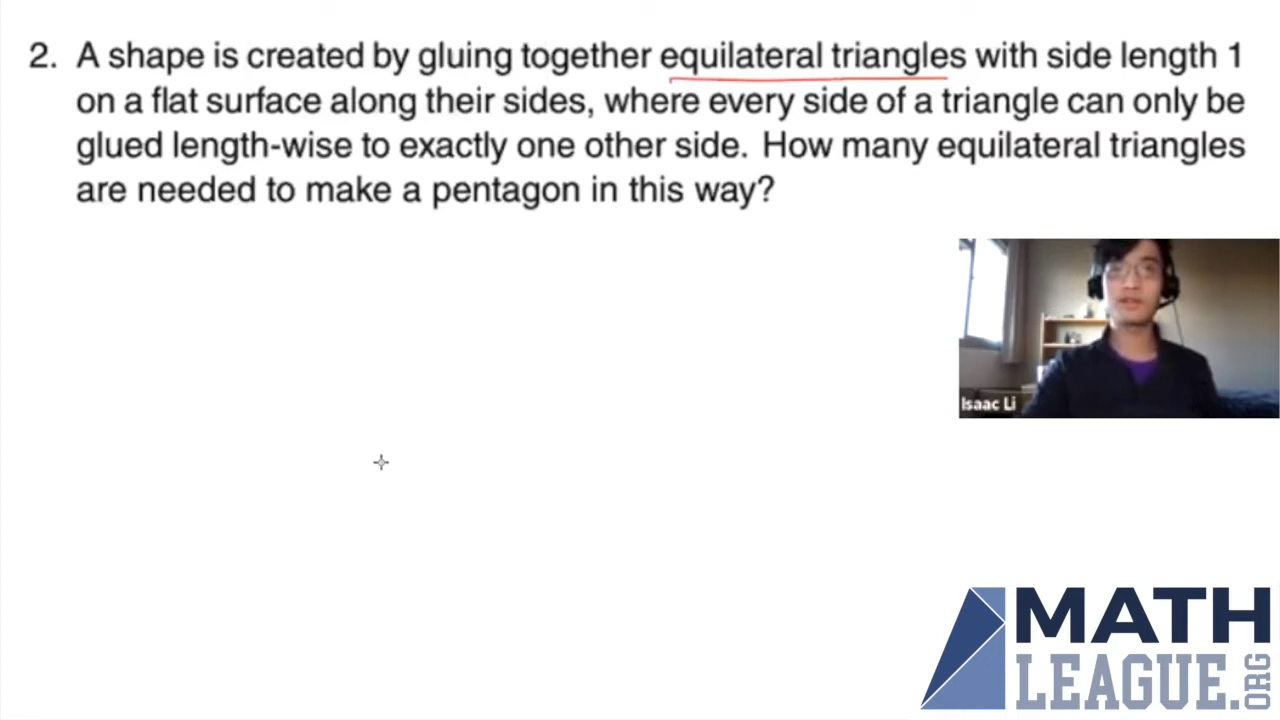 2. A shape is created by gluing together equilateral triangles with side length 1
on a flat surface along their sides, where every side of a triangle can only be
glued length-wise to exactly one other side. How many equilateral triangles
are needed to make a pentagon in this way?
Isaac Li
MATH
LEAGUE.ORG